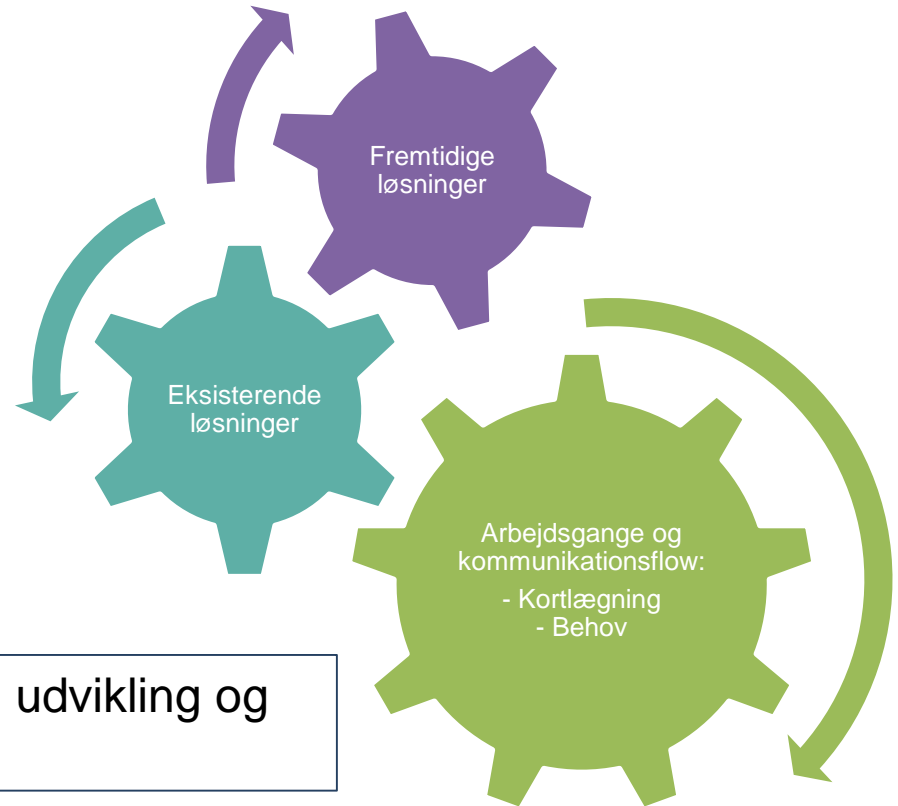 Fremtidige
løsninger
Eksisterende
løsninger
Arbejdsgange og
kommunikationsflow:
- Kortlægning
- Behov
udvikling og